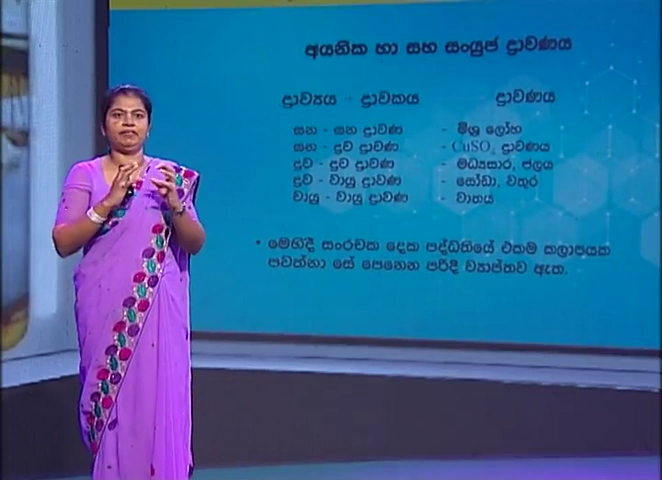 අයනික හා සහ සංයුජ ද්‍රාවණය
ද්‍රාව්‍යය + ද්‍රාවකය ද්‍රාවණය
ඝන - ඝන ද්‍රාවණ - මිශ්‍ර ලෝහ
ඝන - ද්‍රව ද්‍රාවණ - CuSO₄ ද්‍රාවණය
ද්‍රව - ද්‍රව ද්‍රාවණ - මධ්‍යසාර, ජලය
ද්‍රව - වායු ද්‍රාවණ - සෝඩා, වතුර
වායු - වායු ද්‍රාවණ - වාතය
• මෙහිදී සංරචක දෙක පද්ධතියේ එකම කලාපයක
පවත්නා සේ පෙනෙන පරිදි ව්‍යාප්තව ඇත.